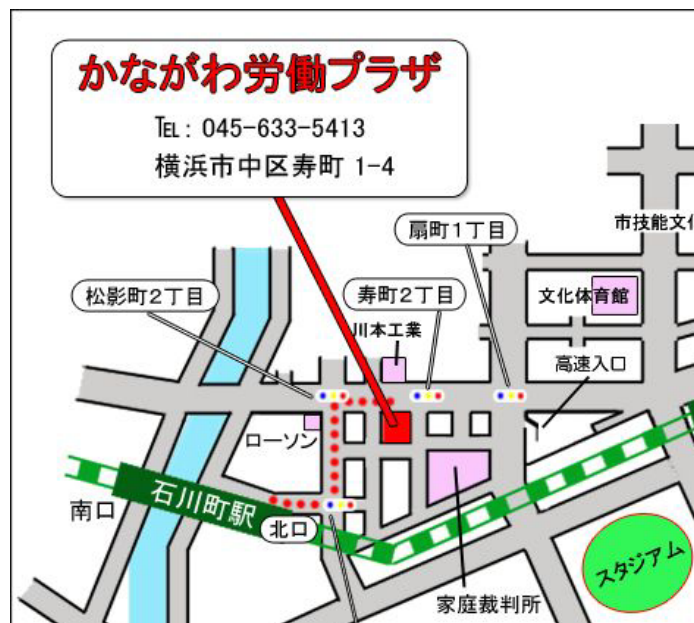 かながわ労働プラザ
℡ : 045-633-5413
横浜市中区寿町 1-4
市技能文化
扇町1丁目
松影町2丁目
寿町2丁目
文化体育館
川本工業
高速入口
ローソン
石川町駅
南口
北口
スタジアム
家庭裁判所